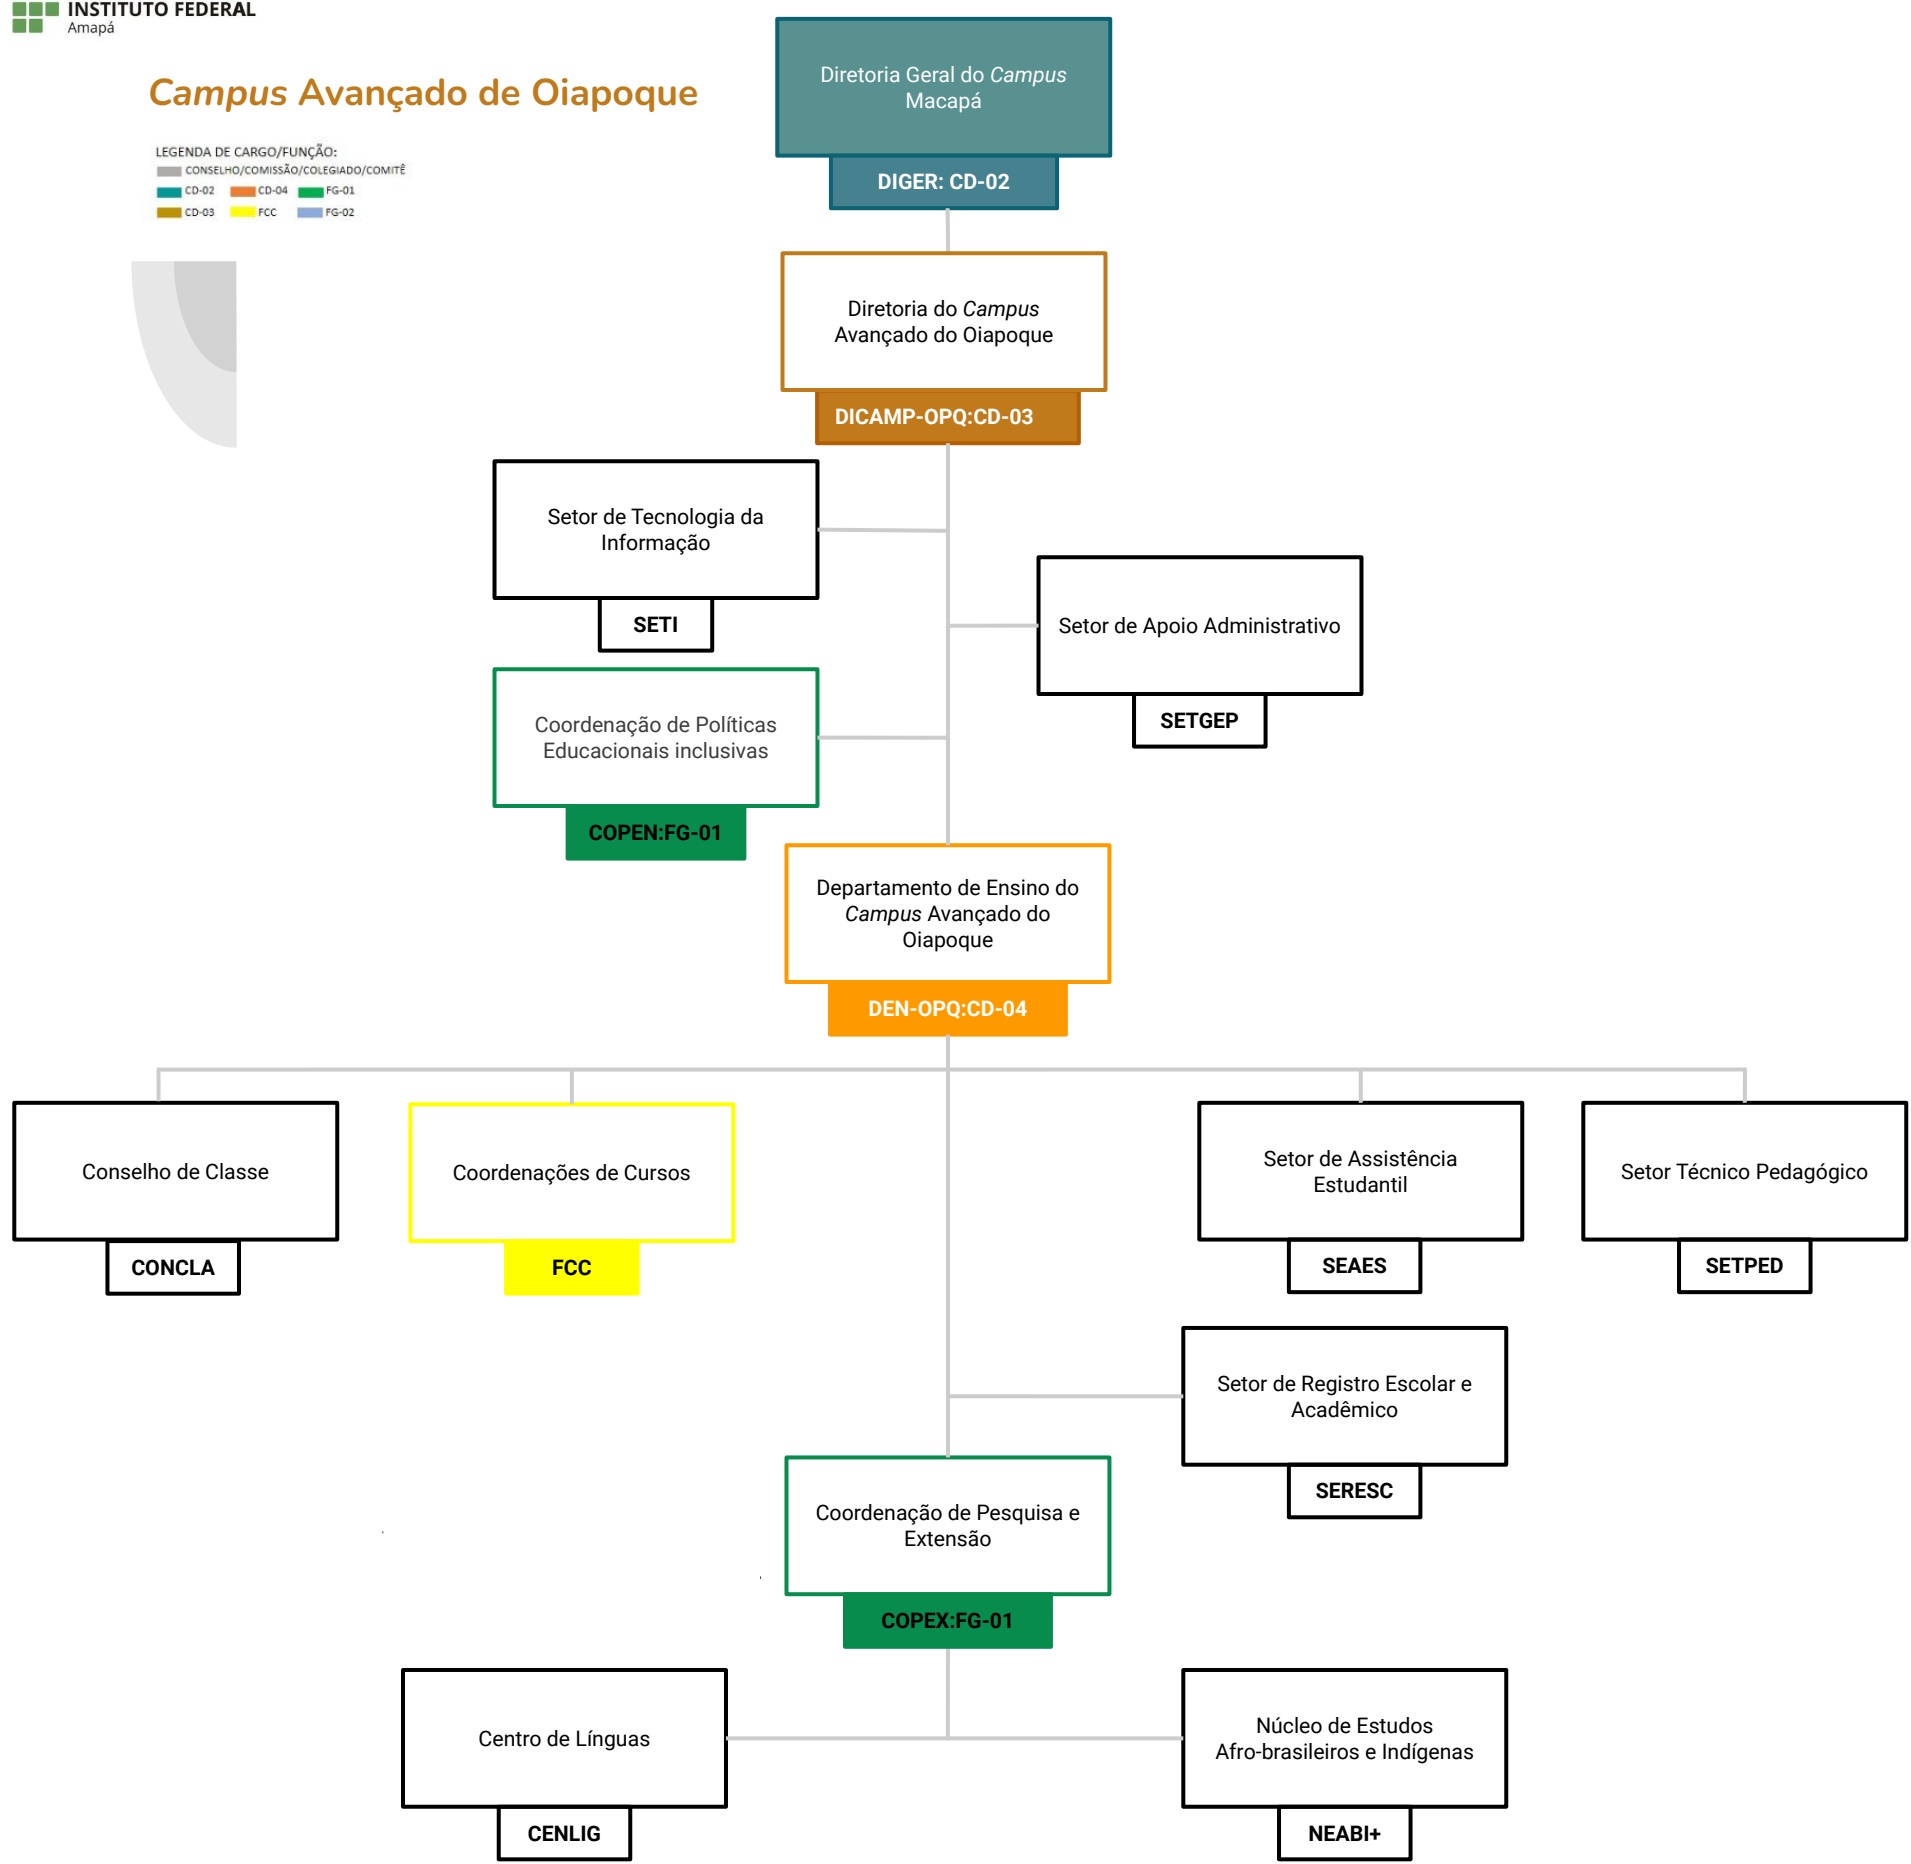 INSTITUTO FEDERAL
Amapá
Campus Avançado de Oiapoque
LEGENDA DE CARGO/FUNÇÃO:
CONSELHO/COMISSÃO/COLEGIADO/COMITÊ
CD-02 CD-04 FG-01
CD-03 FCC FG-02
Diretoria Geral do Campus
Macapá
DIGER: CD-02
Diretoria do Campus
Avançado do Oiapoque
DICAMP-OPQ:CD-03
Setor de Tecnologia da
Informação
SETI
Setor de Apoio Administrativo
SETGEP
Coordenação de Políticas
Educacionais inclusivas
COPEN:FG-01
Departamento de Ensino do
Campus Avançado do
Oiapoque
DEN-OPQ:CD-04
Conselho de Classe
CONCLA
Coordenações de Cursos
FCC
Setor de Assistência
Estudantil
SEAES
Setor Técnico Pedagógico
SETPED
Setor de Registro Escolar e
Acadêmico
SERESC
Coordenação de Pesquisa e
Extensão
COPEX:FG-01
Centro de Línguas
CENLIG
Núcleo de Estudos
Afro-brasileiros e Indígenas
NEABI+